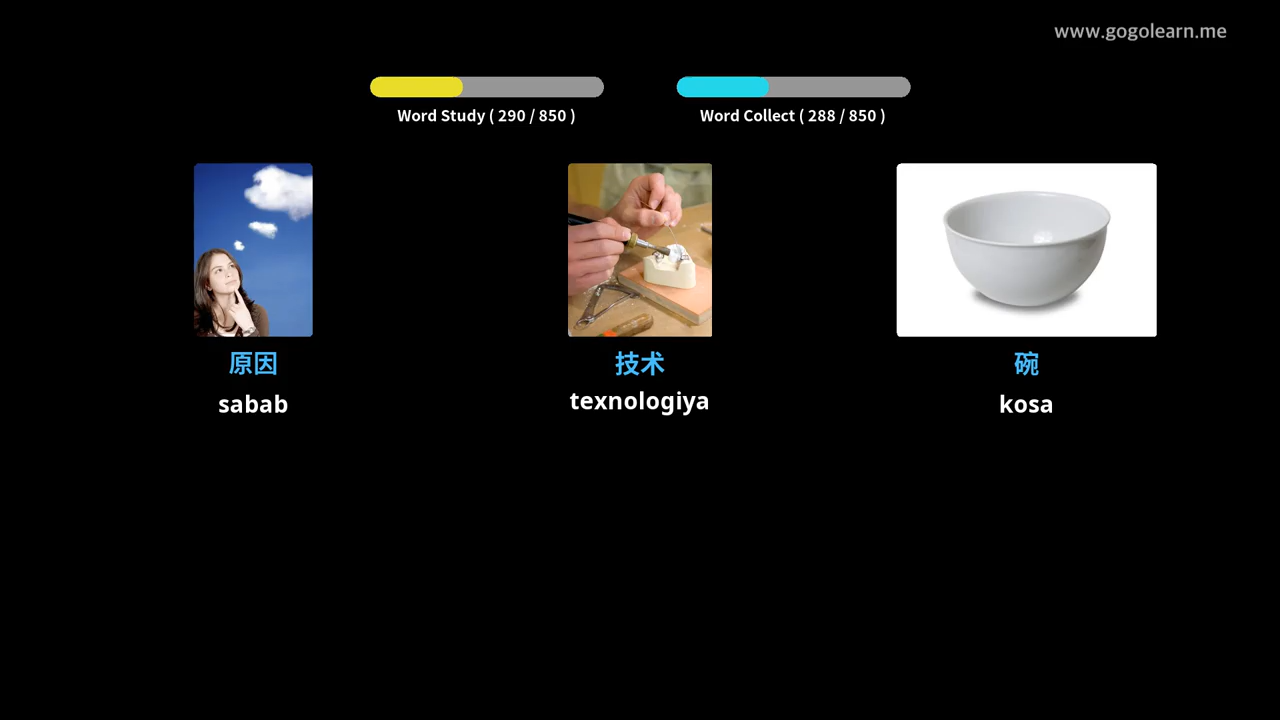 www.gogolearn.me
Word Study ( 290 / 850 )
Word Collect ( 288 / 850 )
原因
技术
碗
sabab
texnologiya
kosa